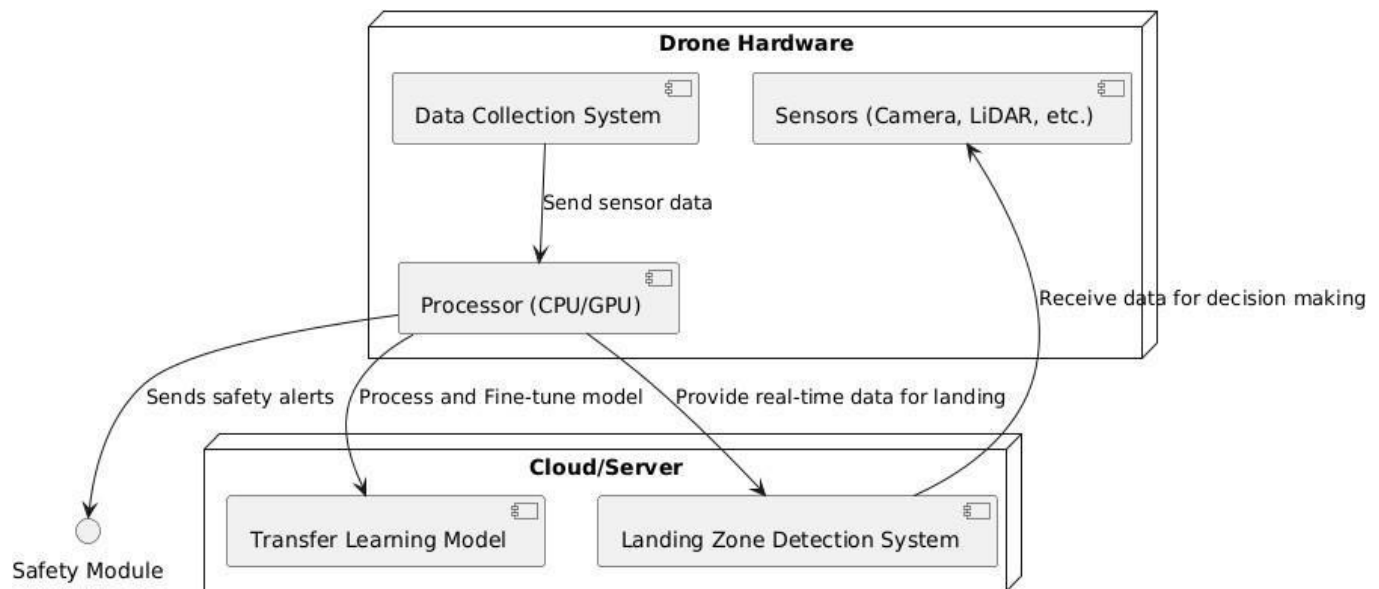 Drone Hardware
Data Collection System
Sensors (Camera, LiDAR, etc.)
Send sensor data
Processor (CPU/GPU)
Receive data for decision making
Sends safety alerts
Process and Fine-tune model
Provide real-time data for landing
Cloud/Server
Transfer Learning Model
Landing Zone Detection System
Safety Module